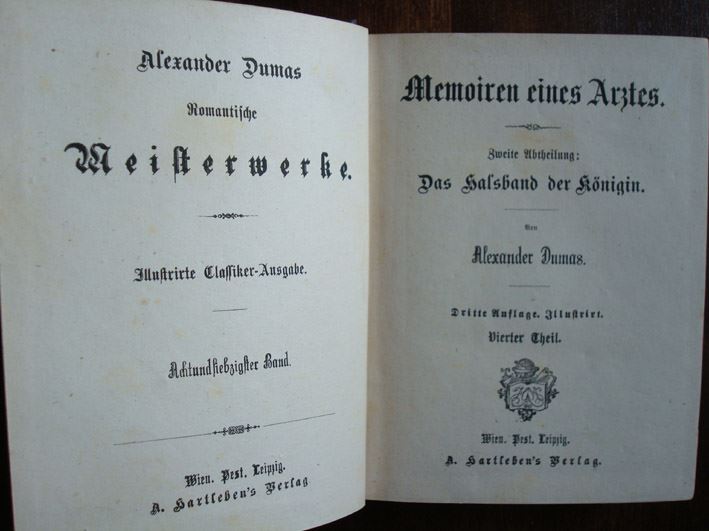 Alexander Dumas
Romantische
Meisterwerke.
Illustrirte Classiker-Ausgabe.
Achtundsiebzigster Band.
Wien. Pest. Leipzig.
A. Hartleben's Verlag
Memoiren eines Arztes.
Zweite Abtheilung:
Das Halsband der Königin.
Von
Alexander Dumas.
Dritte Auflage. Illustrirt.
Vierter Theil.
Wien. Pest. Leipzig.
A. Hartleben's Verlag.